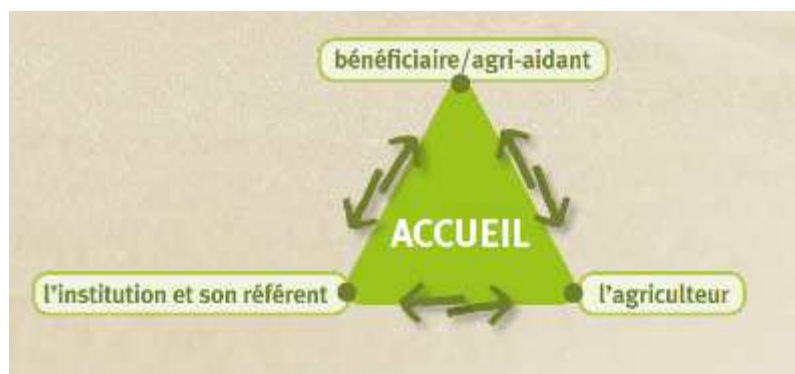 bénéficiaire/agri-aidant
ACCUEIL
l'institution et son référent
l'agriculteur